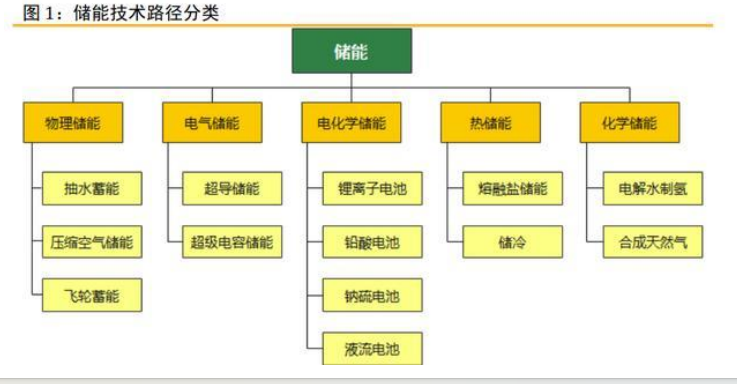 图 1：储能技术路径分类
储能
物理储能
电气储能
电化学储能
热储能
化学储能
抽水蓄能
超导储能
锂离子电池
熔融盐储能
电解水制氢
压缩空气储能
超级电容储能
铅酸电池
储冷
合成天然气
飞轮蓄能
钠硫电池
液流电池